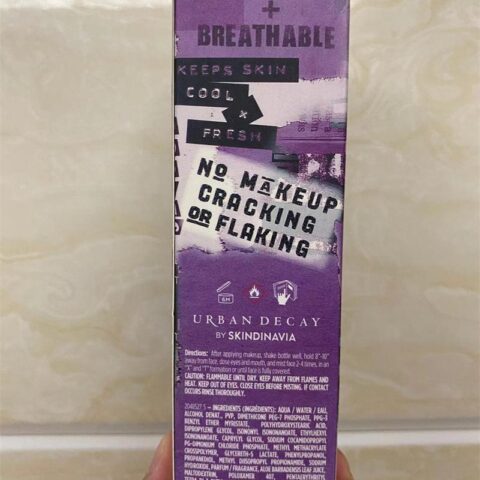 +
BREATHABLE
KEEPS SKIN
COOL
X
FRESH
No MAKEUP
CRACKING
OR FLAKING
6M
URBAN DECAY
BY SKINDINAVIA
Directions: After applying makeup, shake bottle well, hold 8"-10"
away from face, close eyes and mouth, and mist face 2-4 times, in an
"X" and "T" formation or until face is fully covered.
CAUTION: FLAMMABLE UNTIL DRY. KEEP AWAY FROM FLAMES AND
HEAT. KEEP OUT OF EYES. CLOSE EYES BEFORE MISTING. IF CONTACT
OCCURS RINSE THOROUGHLY.
INGREDIENTS (INGRÉDIENTS): AQUA / WATER / EAU,
ALCOHOL DENAT., PVP, DIMETHICONE PEG-7 PHOSPHATE, PPG-3
BENZYL ETHER MYRISTATE, POLYHYDROXYSTEARIC ACID,
DIPROPYLENE GLYCOL, ISONONYL ISONONANOATE, ETHYLHEXYL
ISONONANOATE, CAPRYLYL GLYCOL, SODIUM COCAMIDOPROPYL
PG-DIMONIUM CHLORIDE PHOSPHATE, METHYL METHACRYLATE
CROSSPOLYMER, GLYCERETH-5 LACTATE, PHENYLPROPANOL,
PROPANEDIOL, METHYL DIISOPROPYL PROPIONAMIDE, SODIUM
HYDROXIDE, PARFUM / FRAGRANCE, ALOE BARBADENSIS LEAF JUICE,
MALTODEXTRIN, POLOXAMER 407, PENTAERYTHRITYL